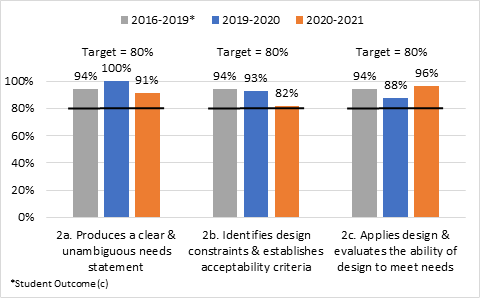 2016-2019* 2019-2020 2020-2021
Target = 80% Target = 80% Target = 80%
94% 100% 91% 94% 93% 82% 94% 88% 96%
100%
80%
60%
40%
20%
0%
2a. Produces a clear & 2b. Identifies design 2c. Applies design &
unambiguous needs constraints & establishes evaluates the ability of
statement acceptability criteria design to meet needs
*Student Outcome (c)